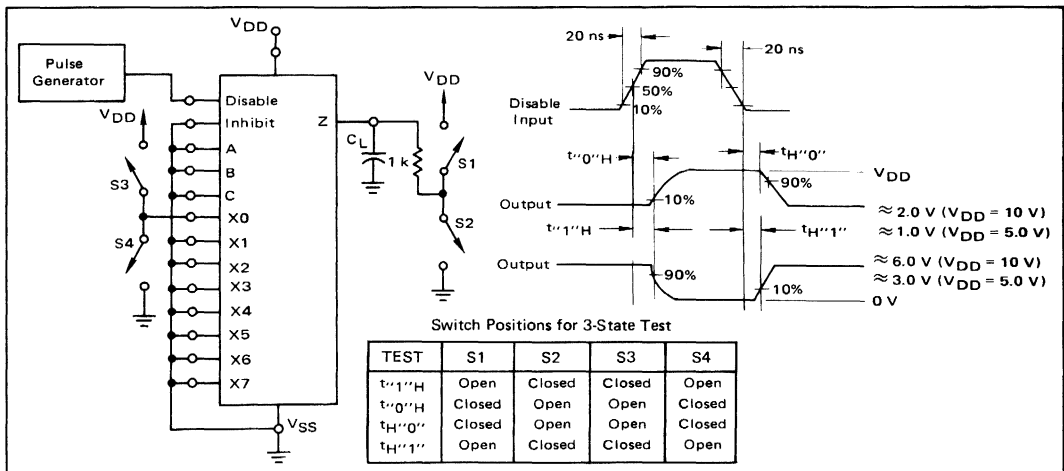 Pulse
Generator
VDD
Disable
Inhibit
A
B
C
X0
X1
X2
X3
X4
X5
X6
X7
Z
VDD
S3
S4
VSS
CL
1 k
VDD
S1
S2
20 ns
20 ns
90%
50%
10%
Disable
Input
t"0"H
tH"0"
VDD
90%
10%
Output
≈ 2.0 V (VDD = 10 V)
≈ 1.0 V (VDD = 5.0 V)
t"1"H
tH"1"
Output
90%
10%
≈ 6.0 V (VDD = 10 V)
≈ 3.0 V (VDD = 5.0 V)
0 V
Switch Positions for 3-State Test
TEST S1 S2 S3 S4
t"1"H Open Closed Closed Open
t"0"H Closed Open Open Closed
tH"0" Closed Open Open Closed
tH"1" Open Closed Closed Open